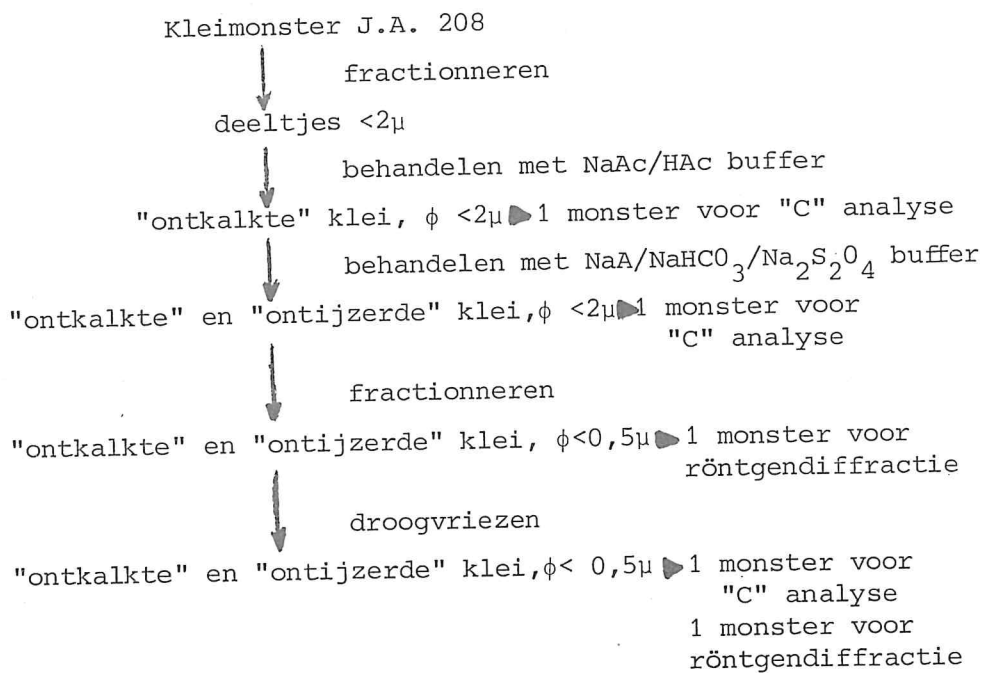 Kleimonster J.A. 208
fractionneren
deeltjes <2μ
behandelen met NaAc/HAc buffer
"ontkalkte" klei, ϕ <2μ 1 monster voor "C" analyse
behandelen met NaA/NaHCO₃/Na₂S₂O₄ buffer
"ontkalkte" en "ontijzerde" klei,ϕ <2μ 1 monster voor
"C" analyse
fractionneren
"ontkalkte" en "ontijzerde" klei, ϕ<0,5μ 1 monster voor
röntgendiffractie
droogvriezen
"ontkalkte" en "ontijzerde" klei,ϕ< 0,5μ 1 monster voor
"C" analyse
1 monster voor
röntgendiffractie